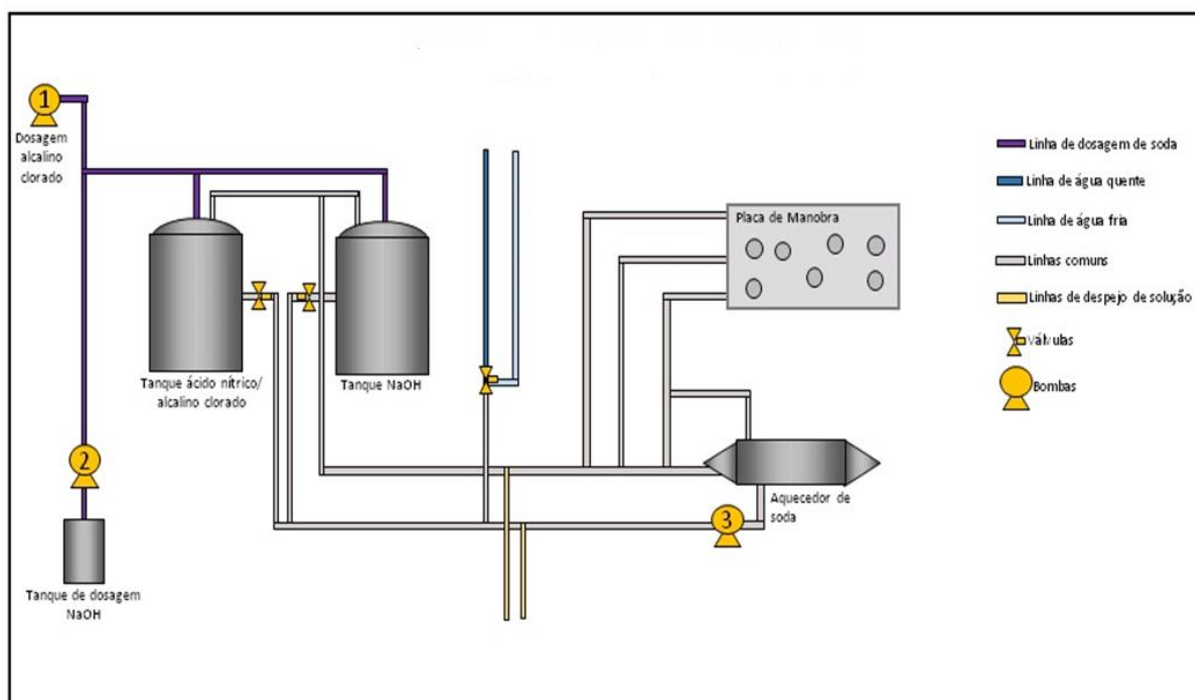 1
Dosagem
alcalino
clorado
Tanque ácido nítrico/
alcalino clorado
Tanque NaOH
2
Tanque de dosagem
NaOH
Placa de Manobra
Aquecedor de
soda
3
Linha de dosagem de soda
Linha de água quente
Linha de água fria
Linhas comuns
Linhas de despejo de solução
Válvulas
Bombas